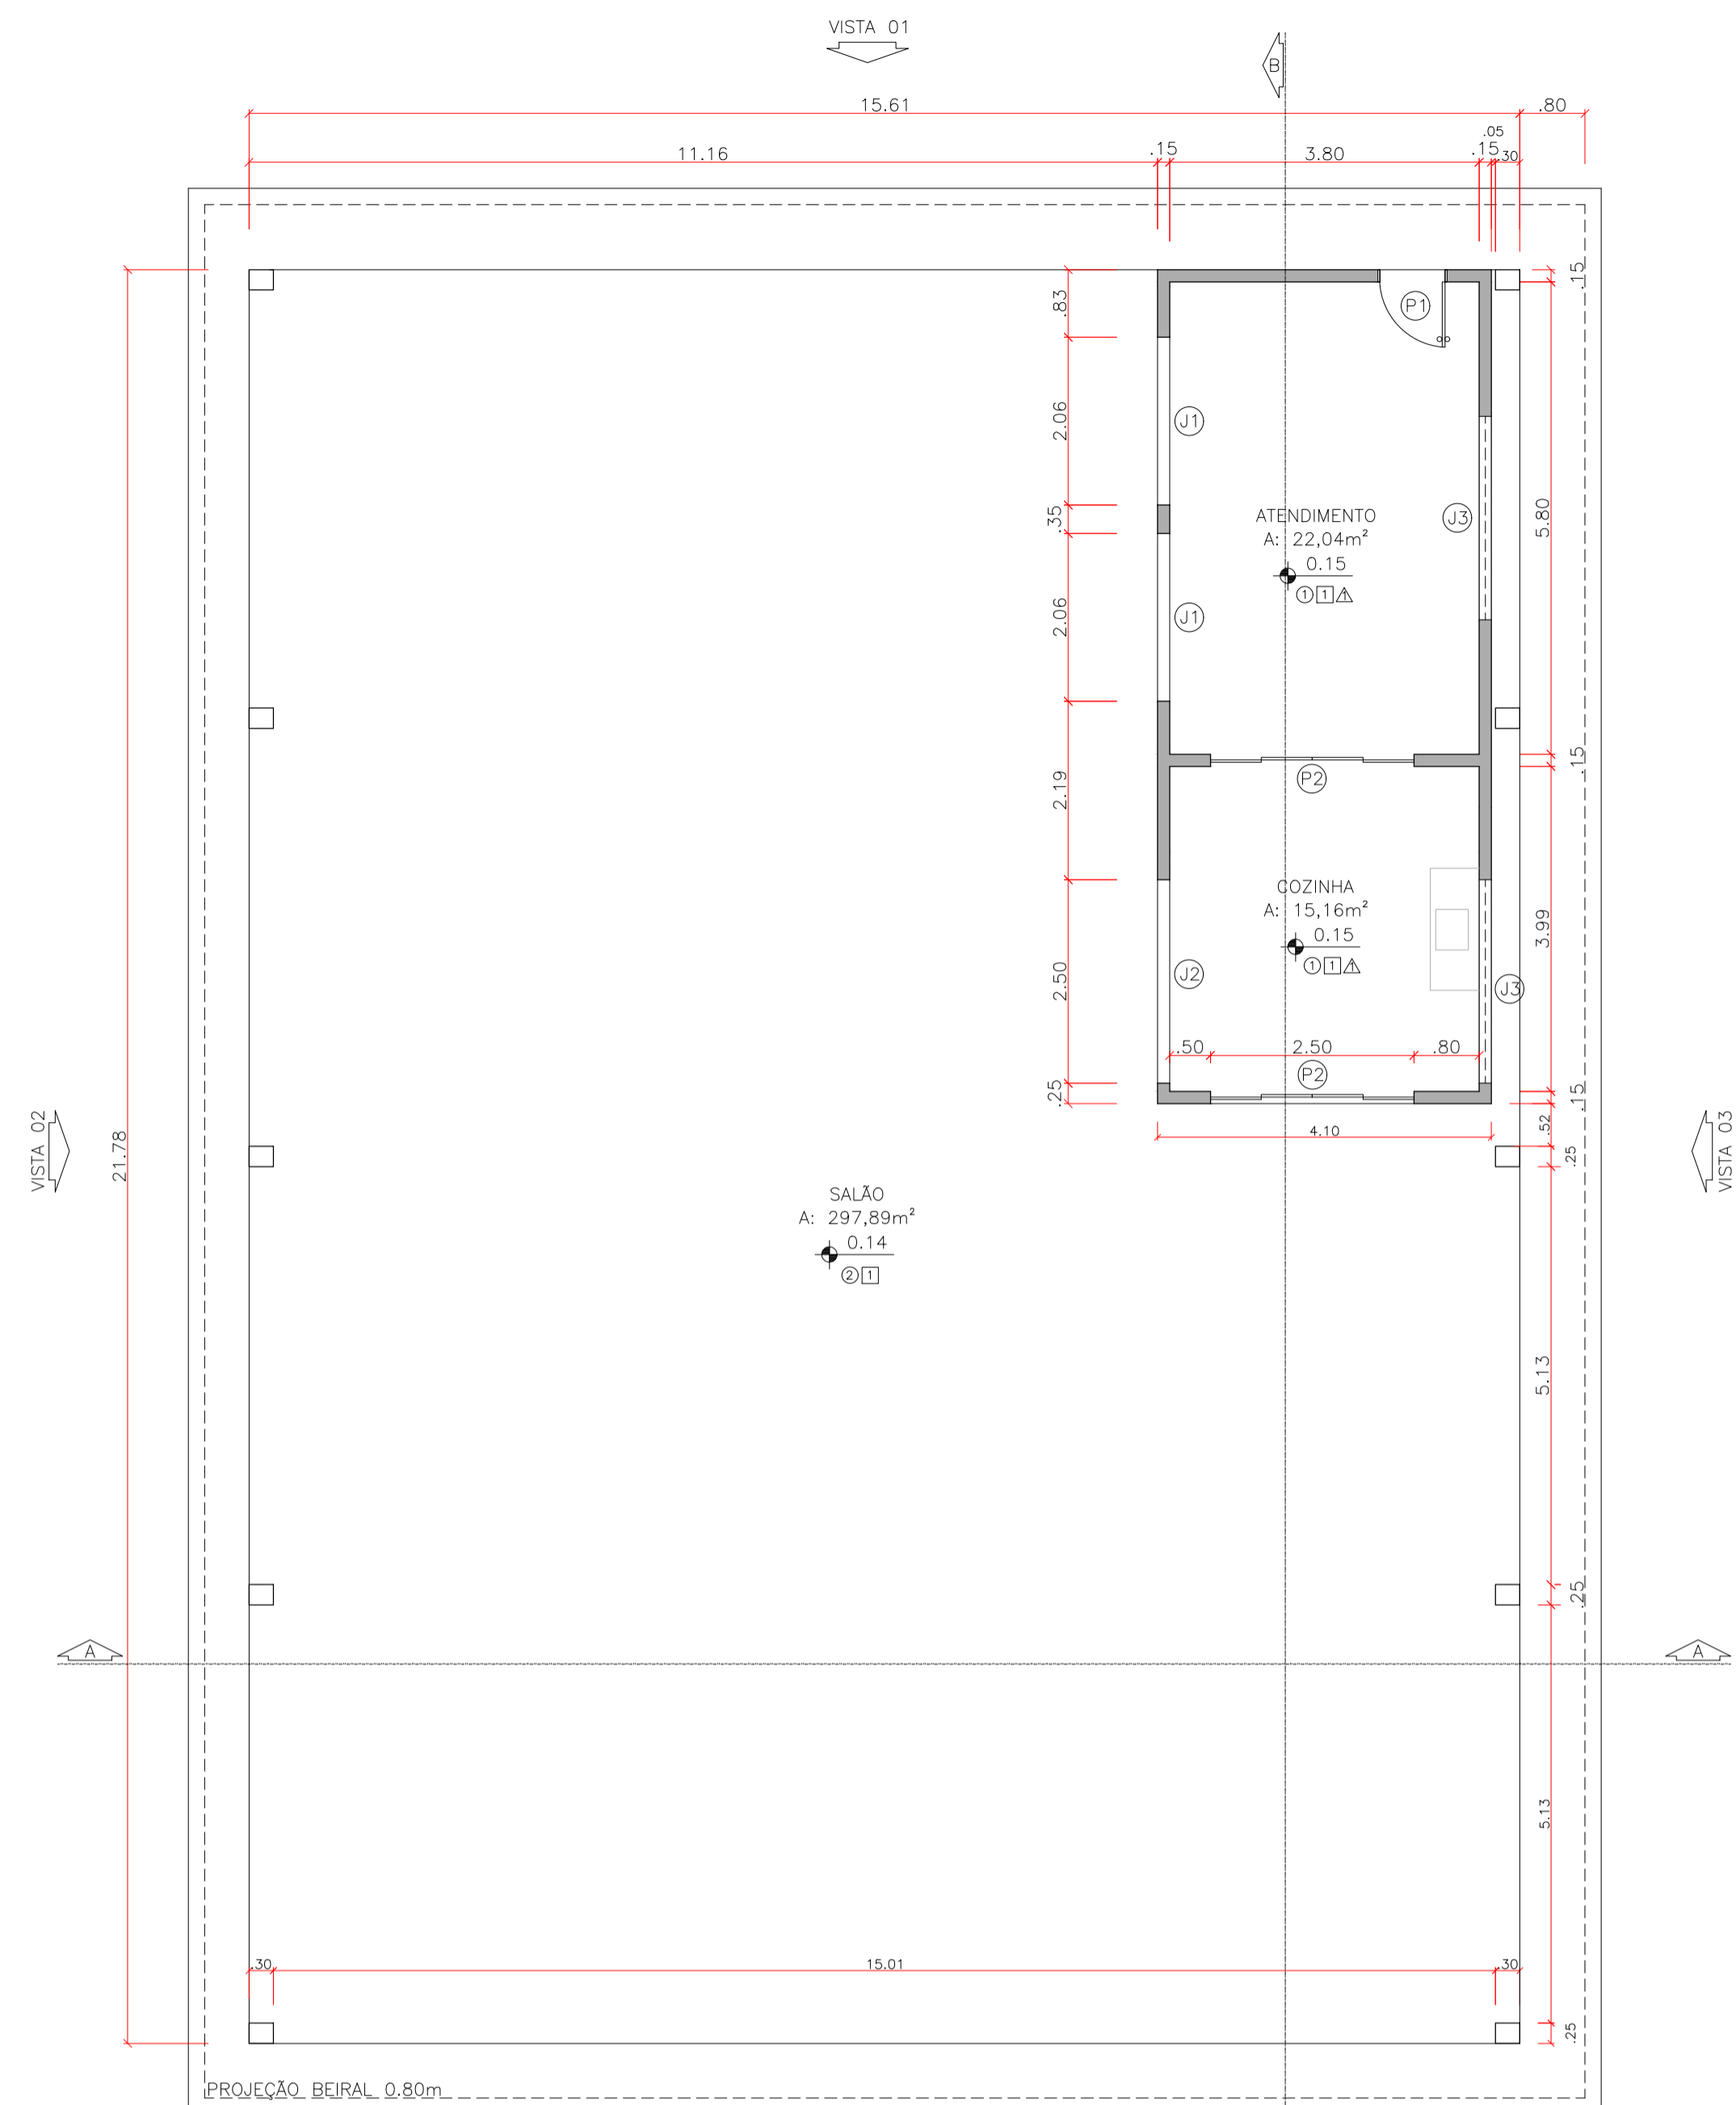 VISTA 01
B
15.61
.80
.05
11.16
.15
3.80
.15
.30
.15
.83
P1
2.06
J1
ATENDIMENTO
J3
5.80
.35
A: 22,04m²
0.15
1 1 1
2.06
J1
.15
P2
2.19
COZINHA
A: 15,16m²
3.99
0.15
1 1 1
2.50
J2
J3
.50
2.50
.80
P2
.25
.15
VISTA 02
21.78
4.10
.52
VISTA 03
.25
SALÃO
A: 297,89m²
0.14
2 1
5.13
.25
A
A
5.13
.30
15.01
.30
.25
PROJEÇÃO BEIRAL 0.80m